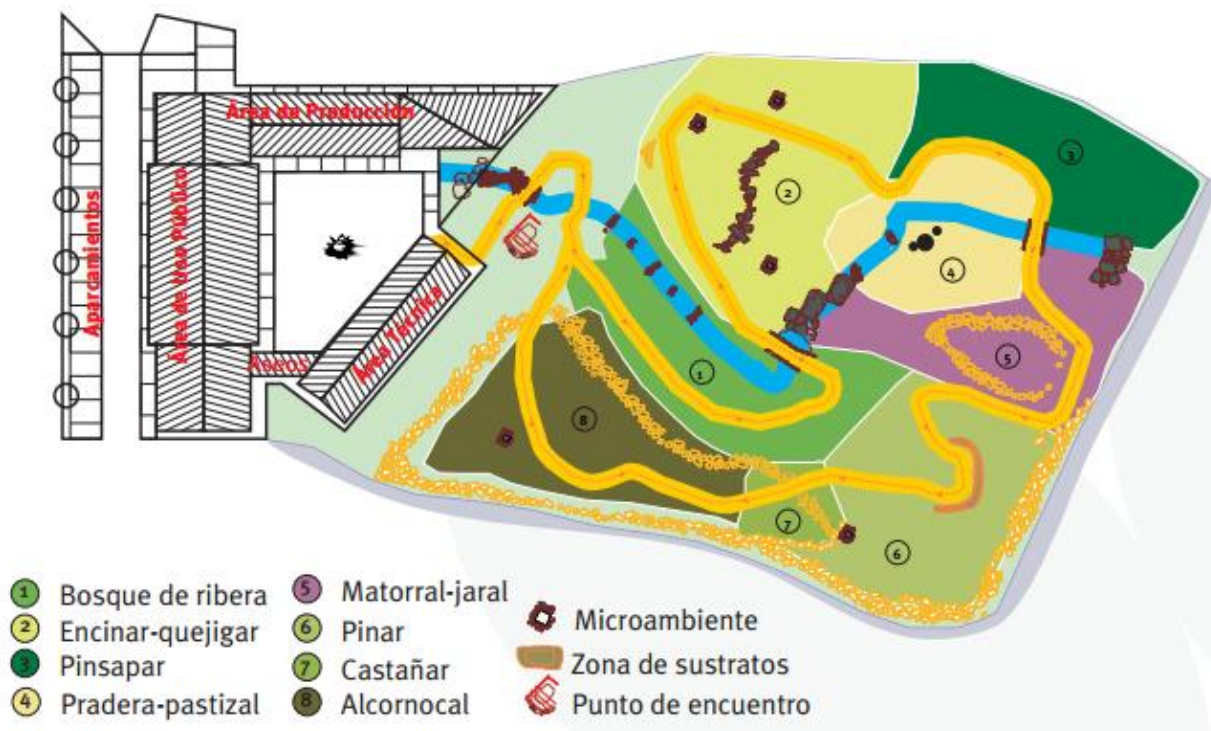 Área de Producción
Aparcamientos
Área de Uso Público
Aseos
Área Técnica
1
2
3
4
5
6
7
8
1 Bosque de ribera
2 Encinar-quejigar
3 Pinsapar
4 Pradera-pastizal
5 Matorral-jaral
6 Pinar
7 Castañar
8 Alcornocal
Microambiente
Zona de sustratos
Punto de encuentro